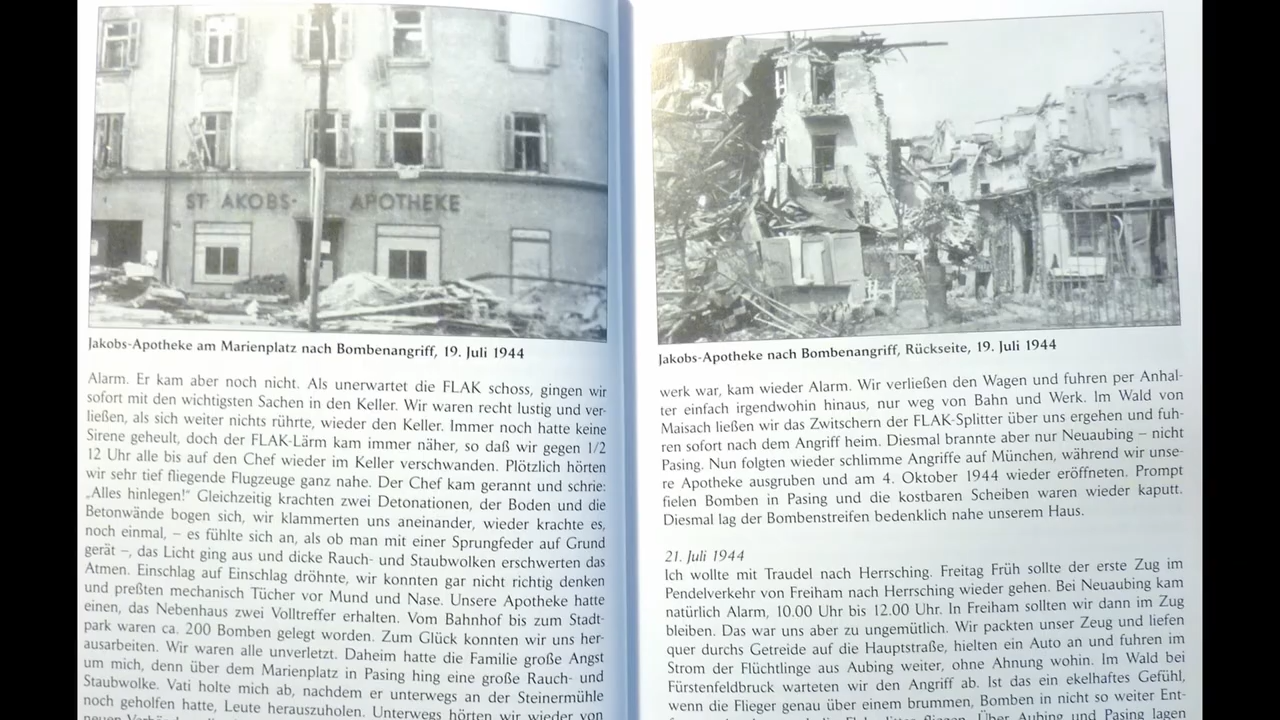 ST. JAKOBS- APOTHEKE
Jakobs-Apotheke am Marienplatz nach Bombenangriff, 19. Juli 1944
Alarm. Er kam aber noch nicht. Als unerwartet die FLAK schoss, gingen wir
sofort mit den wichtigsten Sachen in den Keller. Wir waren recht lustig und ver-
ließen, als sich weiter nichts rührte, wieder den Keller. Immer noch hatte keine
Sirene geheult, doch der FLAK-Lärm kam immer näher, so daß wir gegen 1/2
12 Uhr alle bis auf den Chef wieder im Keller verschwanden. Plötzlich hörten
wir sehr tief fliegende Flugzeuge ganz nahe. Der Chef kam gerannt und schrie:
„Alles hinlegen!" Gleichzeitig krachten zwei Detonationen, der Boden und die
Betonwände bogen sich, wir klammerten uns aneinander, wieder krachte es,
noch einmal, – es fühlte sich an, als ob man mit einer Sprungfeder auf Grund
gerät –, das Licht ging aus und dicke Rauch- und Staubwolken erschwerten das
Atmen. Einschlag auf Einschlag dröhnte, wir konnten gar nicht richtig denken
und preßten mechanisch Tücher vor Mund und Nase. Unsere Apotheke hatte
einen, das Nebenhaus zwei Volltreffer erhalten. Vom Bahnhof bis zum Stadt-
park waren ca. 200 Bomben gelegt worden. Zum Glück konnten wir uns her-
ausarbeiten. Wir waren alle unverletzt. Daheim hatte die Familie große Angst
um mich, denn über dem Marienplatz in Pasing hing eine große Rauch- und
Staubwolke. Vati holte mich ab, nachdem er unterwegs an der Steinermühle
noch geholfen hatte, Leute herauszuholen. Unterwegs hörten wir wieder von
Jakobs-Apotheke nach Bombenangriff, Rückseite, 19. Juli 1944
werk war, kam wieder Alarm. Wir verließen den Wagen und fuhren per Anhal-
ter einfach irgendwohin hinaus, nur weg von Bahn und Werk. Im Wald von
Maisach ließen wir das Zwitschern der FLAK-Splitter über uns ergehen und fuh-
ren sofort nach dem Angriff heim. Diesmal brannte aber nur Neuaubing – nicht
Pasing. Nun folgten wieder schlimme Angriffe auf München, während wir unse-
re Apotheke ausgruben und am 4. Oktober 1944 wieder eröffneten. Prompt
fielen Bomben in Pasing und die kostbaren Scheiben waren wieder kaputt.
Diesmal lag der Bombenstreifen bedenklich nahe unserem Haus.
21. Juli 1944
Ich wollte mit Traudel nach Herrsching. Freitag Früh sollte der erste Zug im
Pendelverkehr von Freiham nach Herrsching wieder gehen. Bei Neuaubing kam
natürlich Alarm, 10.00 Uhr bis 12.00 Uhr. In Freiham sollten wir dann im Zug
bleiben. Das war uns aber zu ungemütlich. Wir packten unser Zeug und liefen
quer durchs Getreide auf die Hauptstraße, hielten ein Auto an und fuhren im
Strom der Flüchtlinge aus Aubing weiter, ohne Ahnung wohin. Im Wald bei
Fürstenfeldbruck warteten wir den Angriff ab. Ist das ein ekelhaftes Gefühl,
wenn die Flieger genau über einem brummen, Bomben in nicht so weiter Ent-
Über Aubing und Pasing lagen